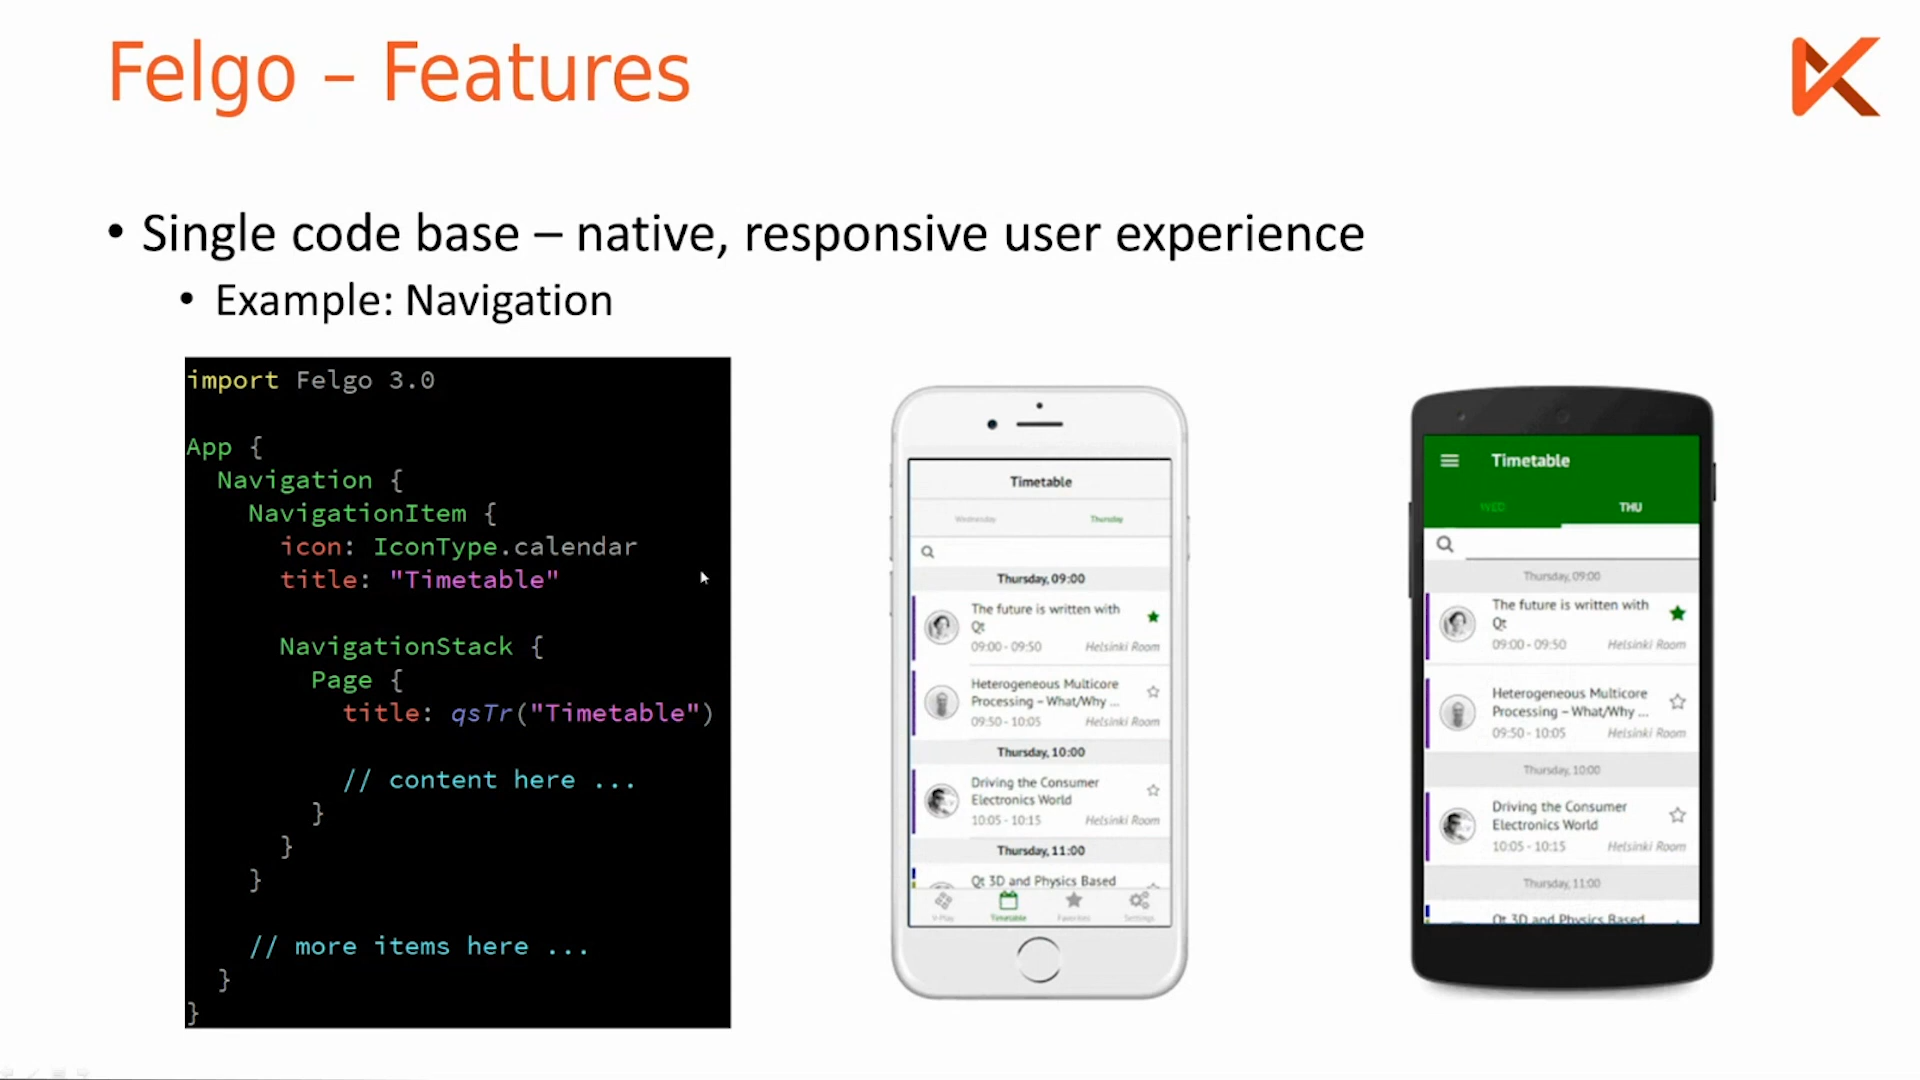 Felgo – Features
• Single code base – native, responsive user experience
• Example: Navigation
import Felgo 3.0
App {
Navigation {
NavigationItem {
icon: IconType.calendar
title: "Timetable"
NavigationStack {
Page {
title: qsTr("Timetable")
// content here ...
}
}
}
// more items here ...
}
}
Timetable
Wednesday Thursday
Thursday, 09:00
The future is written with
Qt
09:00 - 09:50 Helsinki Room
Heterogeneous Multicore
Processing – What/Why ...
09:50 - 10:05 Helsinki Room
Thursday, 10:00
Driving the Consumer
Electronics World
10:05 - 10:15 Helsinki Room
Thursday, 11:00
Qt 3D and Physics Based
V-Play Timetable Favorites Settings
Timetable
WED THU
Thursday, 09:00
The future is written with
Qt
09:00 - 09:50 Helsinki Room
Heterogeneous Multicore
Processing – What/Why ...
09:50 - 10:05 Helsinki Room
Thursday, 10:00
Driving the Consumer
Electronics World
10:05 - 10:15 Helsinki Room
Thursday, 11:00
Qt 3D and Physics Based